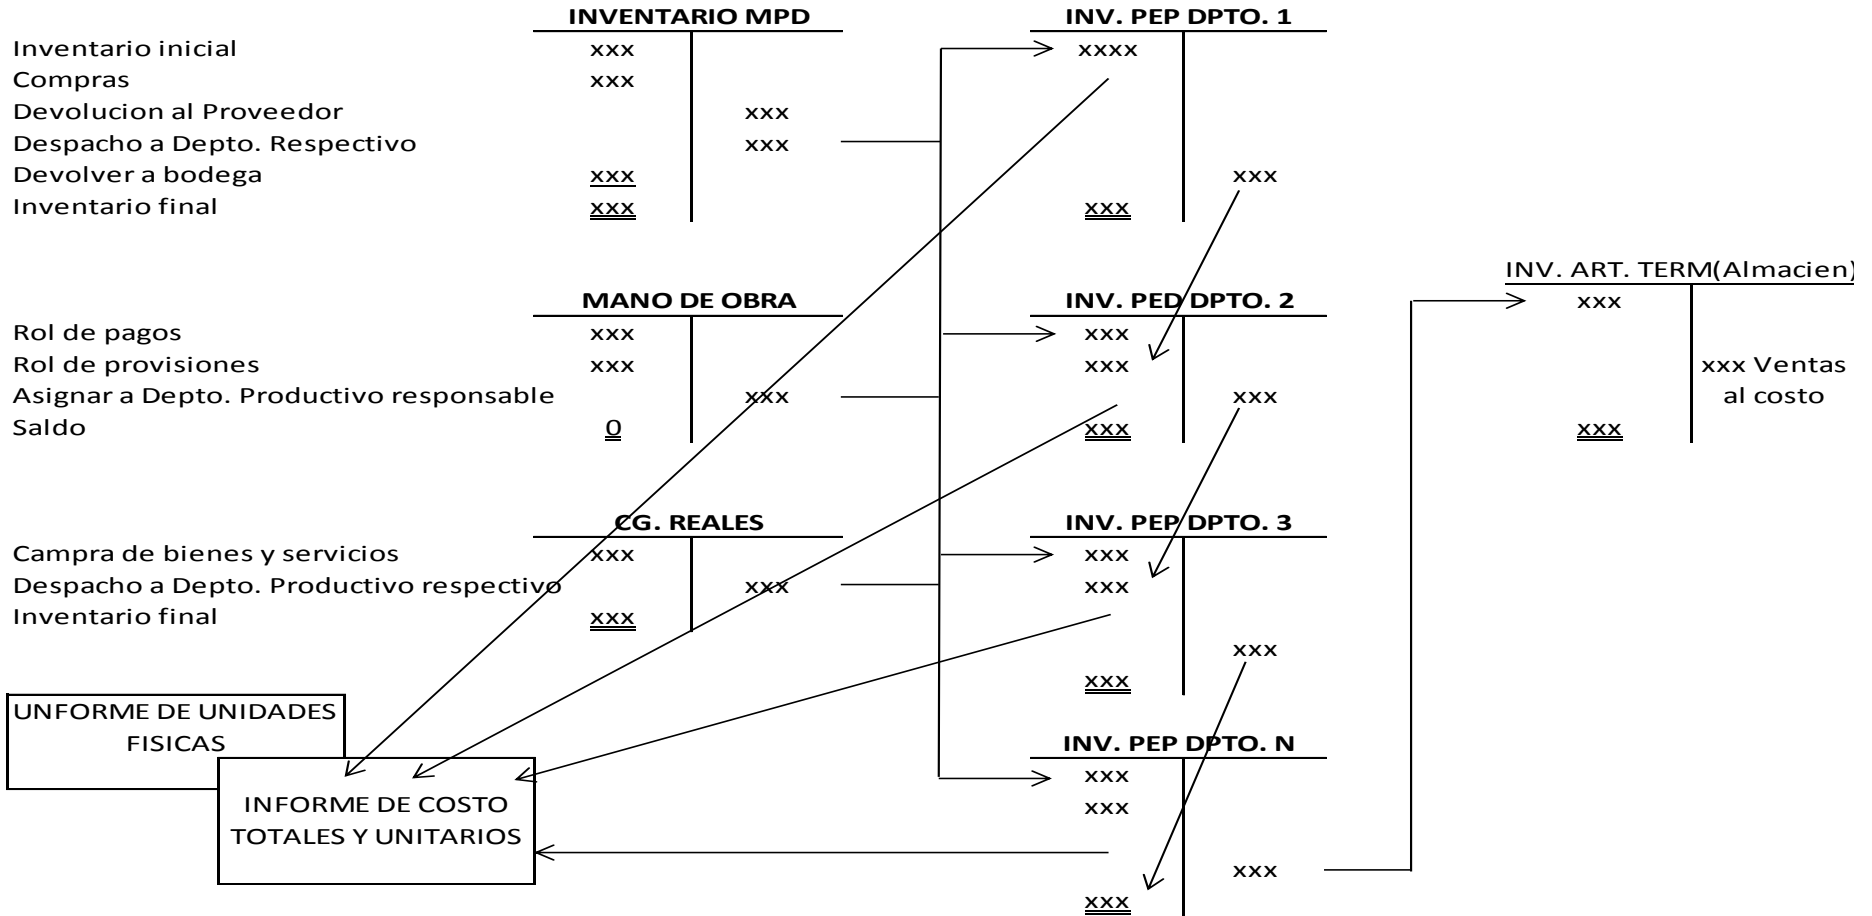 INVENTARIO MPD INV. PEP DPTO. 1
Inventario inicial xxx xxxx
Compras xxx
Devolucion al Proveedor xxx
Despacho a Depto. Respectivo xxx
Devolver a bodega xxx xxx
Inventario final xxx xxx
INV. ART. TERM(Almacien)
MANO DE OBRA INV. PED DPTO. 2 xxx
Rol de pagos xxx xxx
Rol de provisiones xxx xxx xxx Ventas
Asignar a Depto. Productivo responsable xxx xxx al costo
Saldo 0 xxx xxx
CG. REALES INV. PEP DPTO. 3
Campra de bienes y servicios xxx xxx
Despacho a Depto. Productivo respectivo xxx xxx
Inventario final xxx
xxx
xxx
UNFORME DE UNIDADES
FISICAS INV. PEP DPTO. N
xxx
INFORME DE COSTO xxx
TOTALES Y UNITARIOS
xxx
xxx